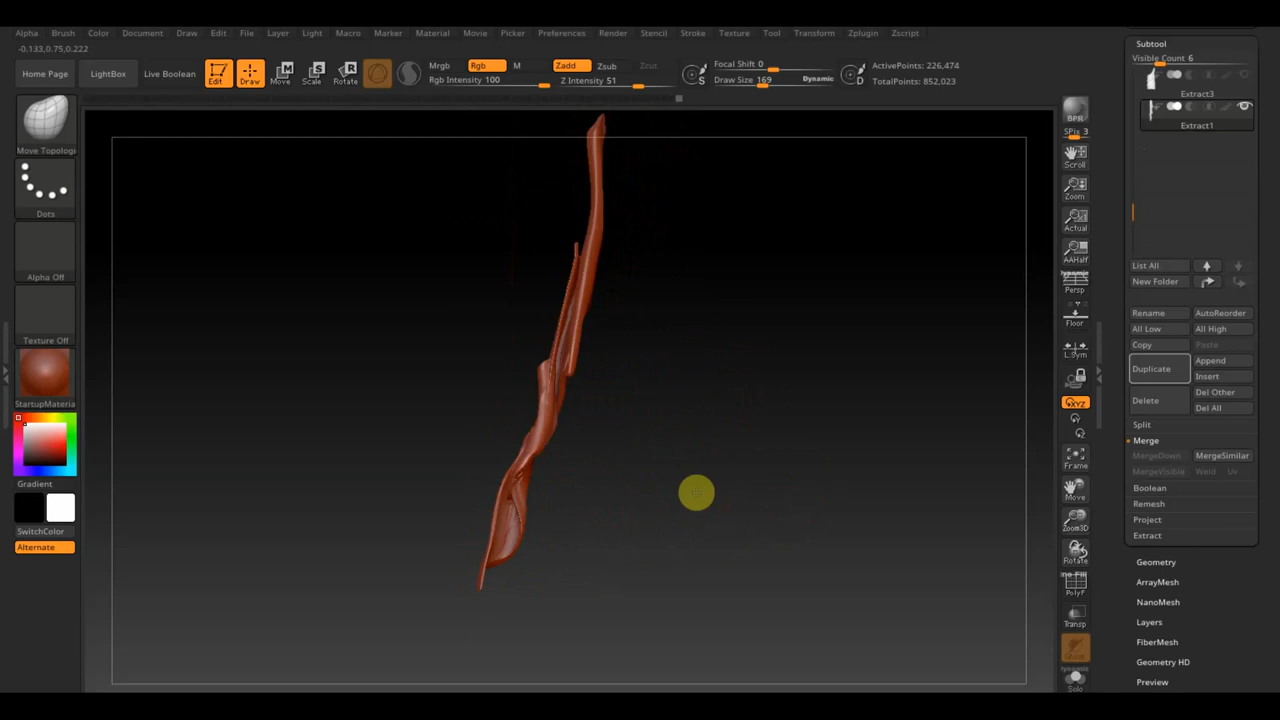 Alpha Brush Color Document Draw Edit File Layer Light Macro Marker Material Movie Picker Preferences Render Stencil Stroke Texture Tool Transform Zplugin Zscript
-0.133,0.75,0.222
Home Page
LightBox
Live Boolean
Edit
Draw
Move
Scale
Rotate
Mrgb
Rgb
M
Rgb Intensity 100
Zadd
Zsub
Zcut
Z Intensity 51
S
Focal Shift 0
Draw Size 169
Dynamic
D
ActivePoints: 226,474
TotalPoints: 852,023
Move Topologi
Dots
Alpha Off
Texture Off
StartupMateria
Gradient
SwitchColor
Alternate
BPR
SPix 3
Scroll
Zoom
Actual
AAHalf
Dynamic
Persp
Floor
L.Sym
XYZ
Frame
Move
Zoom3D
Rotate
PolyF
Transp
Solo
Subtool
Visible Count 6
Extract3
Extract1
List All
New Folder
Rename
AutoReorder
All Low
All High
Copy
Paste
Duplicate
Append
Insert
Delete
Del Other
Del All
Split
Merge
MergeDown
MergeSimilar
MergeVisible
Weld
Uv
Boolean
Remesh
Project
Extract
Geometry
ArrayMesh
NanoMesh
Layers
FiberMesh
Geometry HD
Preview